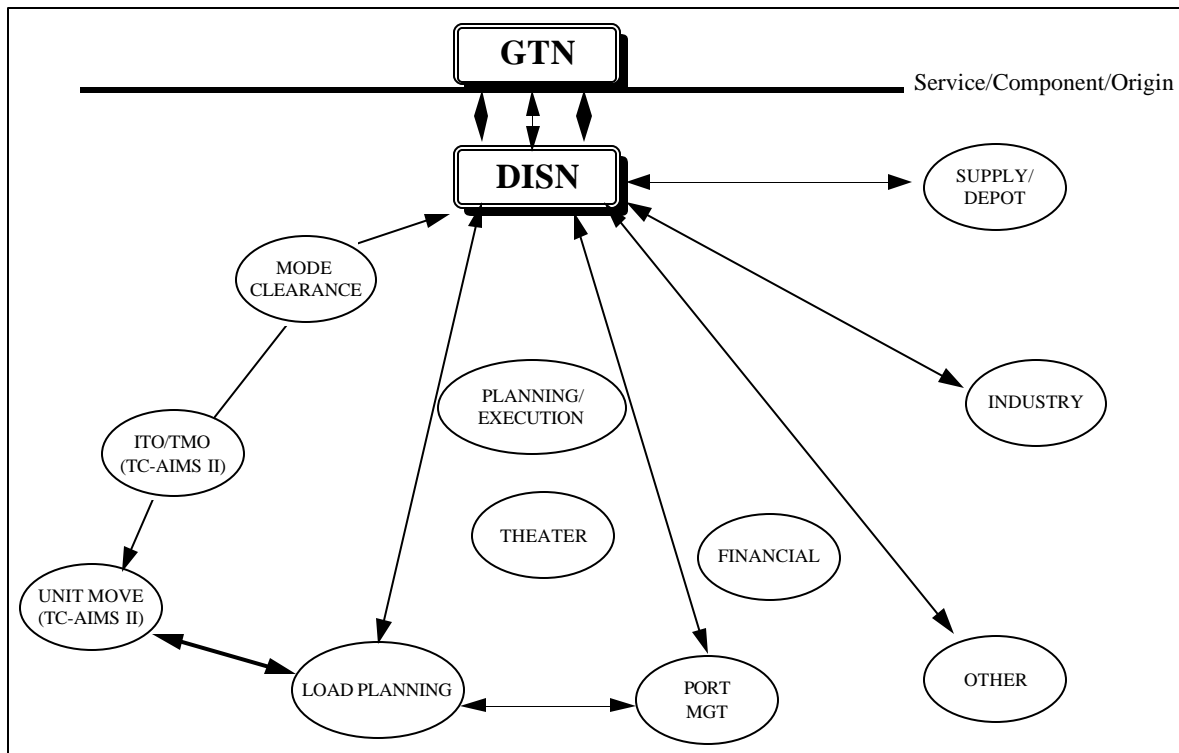 GTN
Service/Component/Origin
DISN
SUPPLY/
DEPOT
MODE
CLEARANCE
PLANNING/
EXECUTION
INDUSTRY
ITO/TMO
(TC-AIMS II)
THEATER
FINANCIAL
UNIT MOVE
(TC-AIMS II)
LOAD PLANNING
PORT
MGT
OTHER